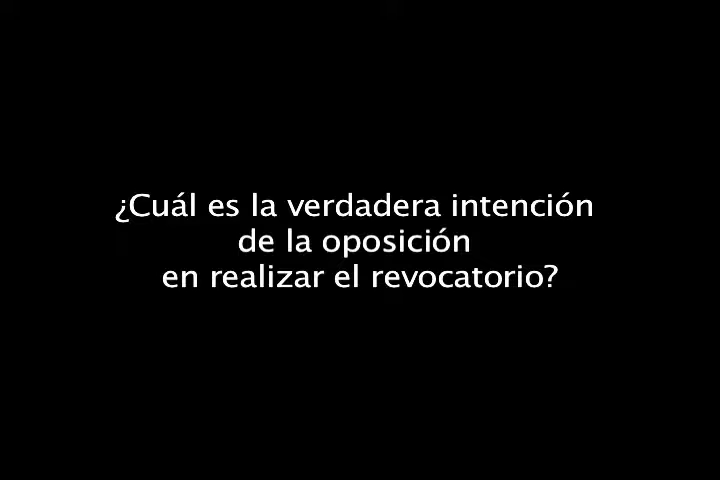 ¿Cuál es la verdadera intención
de la oposición
en realizar el revocatorio?